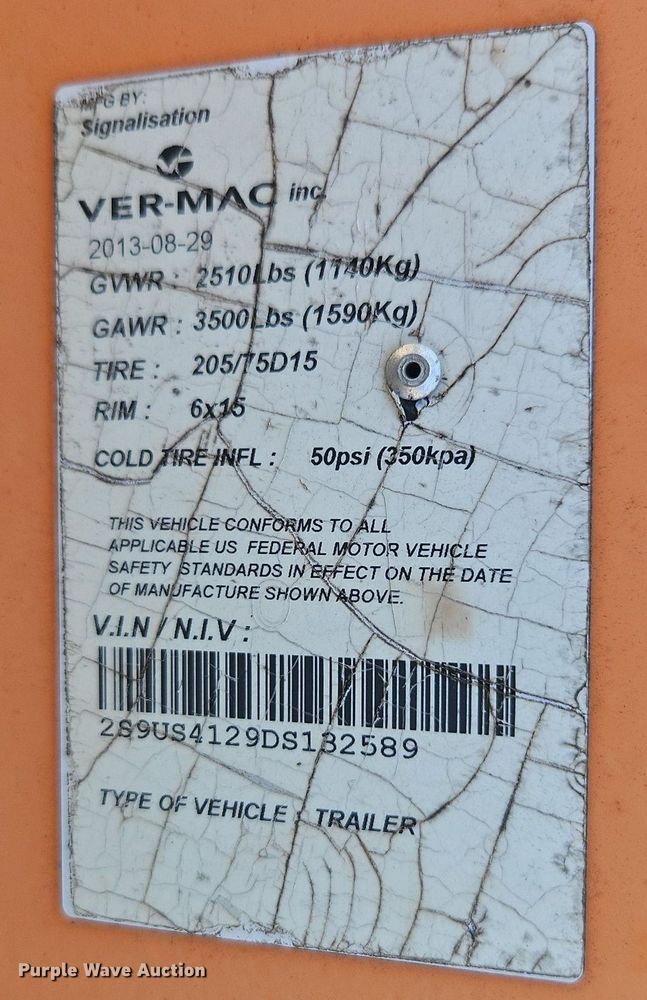 MFG BY:
Signalisation
VER-MAC inc.
2013-08-29
GVWR : 2510Lbs (1140Kg)
GAWR : 3500Lbs (1590Kg)
TIRE : 205/75D15
RIM : 6x15
COLD TIRE INFL : 50psi (350kpa)
THIS VEHICLE CONFORMS TO ALL
APPLICABLE US FEDERAL MOTOR VEHICLE
SAFETY STANDARDS IN EFFECT ON THE DATE
OF MANUFACTURE SHOWN ABOVE.
V.I.N / N.I.V :
2S9US4129DS132589
TYPE OF VEHICLE : TRAILER
Purple Wave Auction